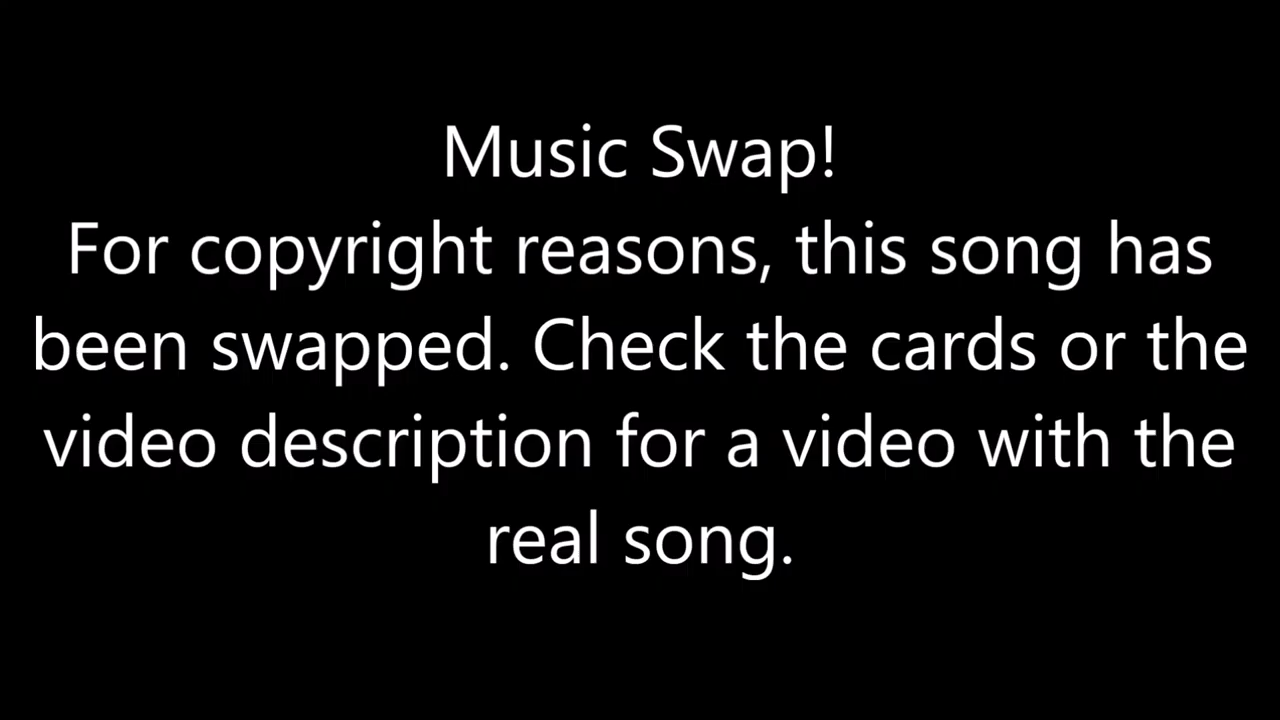 Music Swap!
For copyright reasons, this song has
been swapped. Check the cards or the
video description for a video with the
real song.